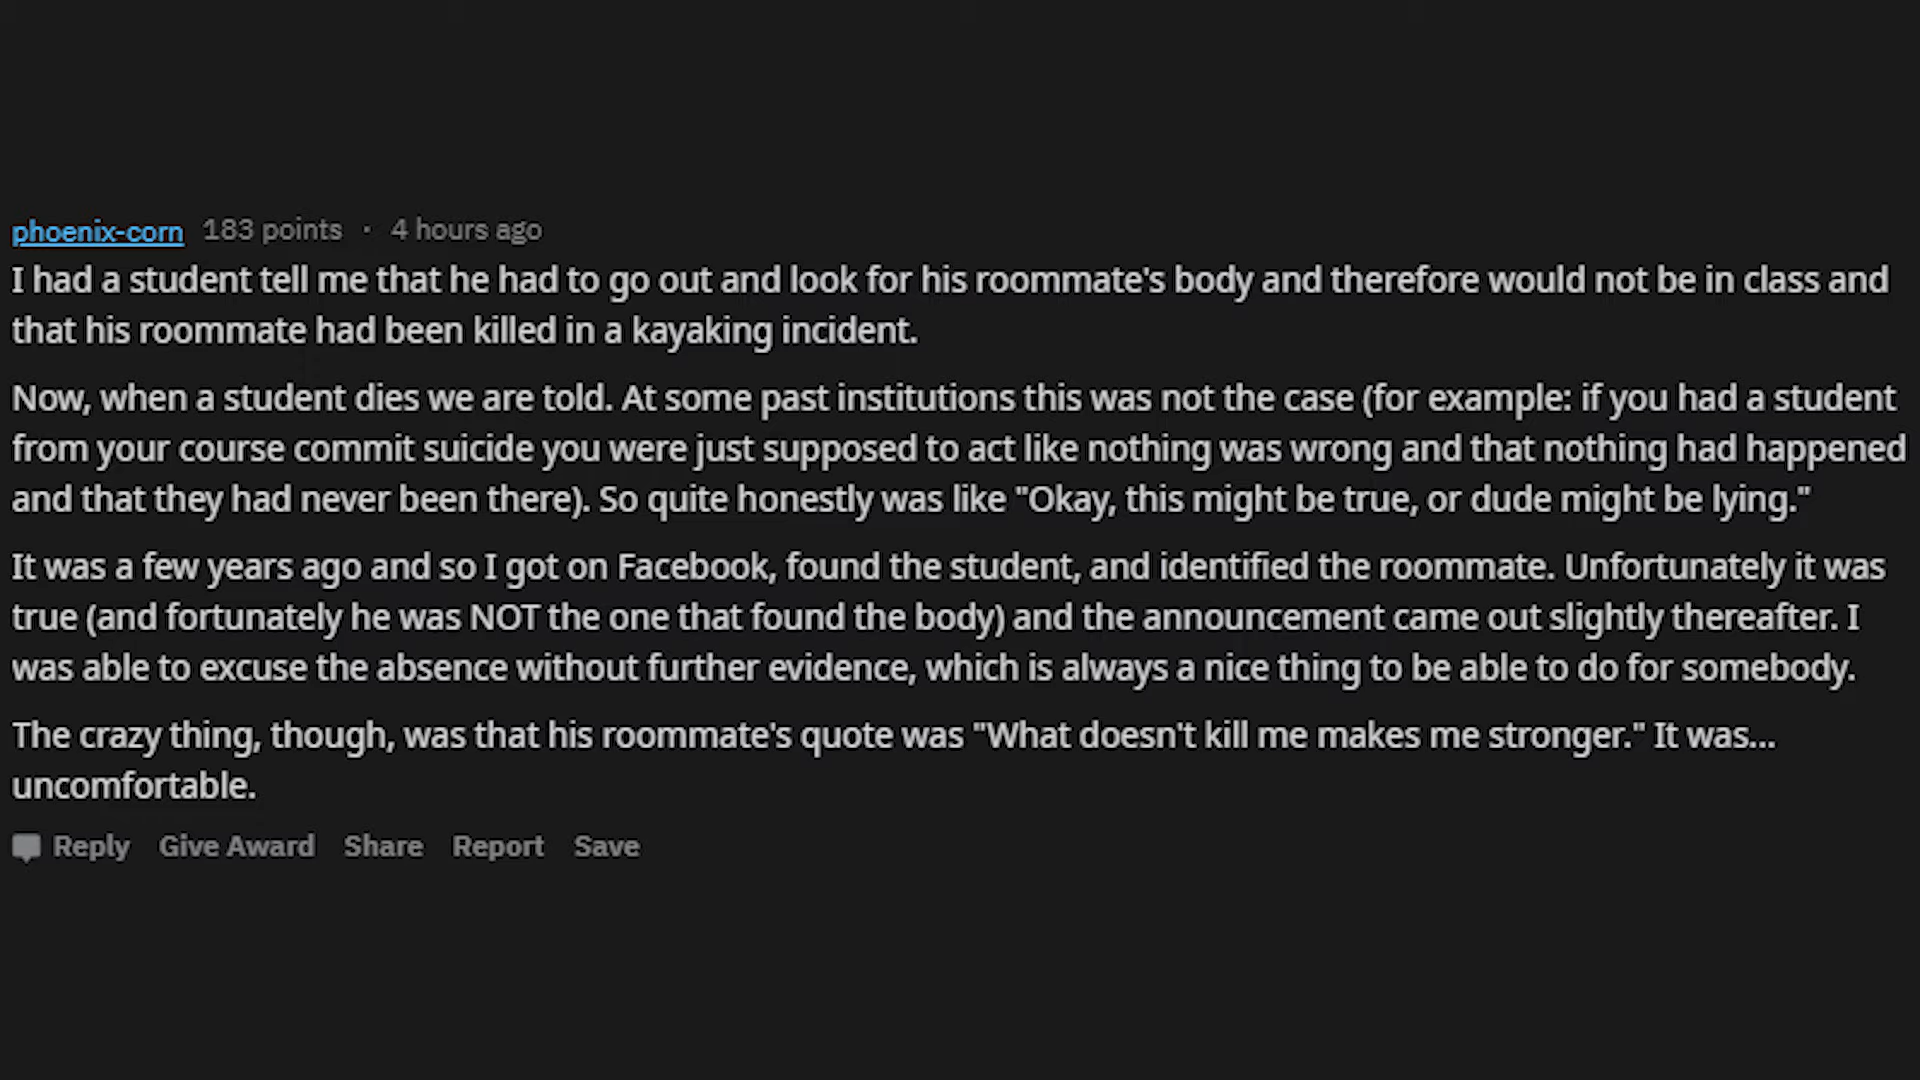 phoenix-corn 183 points · 4 hours ago
I had a student tell me that he had to go out and look for his roommate's body and therefore would not be in class and
that his roommate had been killed in a kayaking incident.
Now, when a student dies we are told. At some past institutions this was not the case (for example: if you had a student
from your course commit suicide you were just supposed to act like nothing was wrong and that nothing had happened
and that they had never been there). So quite honestly was like "Okay, this might be true, or dude might be lying."
It was a few years ago and so I got on Facebook, found the student, and identified the roommate. Unfortunately it was
true (and fortunately he was NOT the one that found the body) and the announcement came out slightly thereafter. I
was able to excuse the absence without further evidence, which is always a nice thing to be able to do for somebody.
The crazy thing, though, was that his roommate's quote was "What doesn't kill me makes me stronger." It was...
uncomfortable.
Reply Give Award Share Report Save